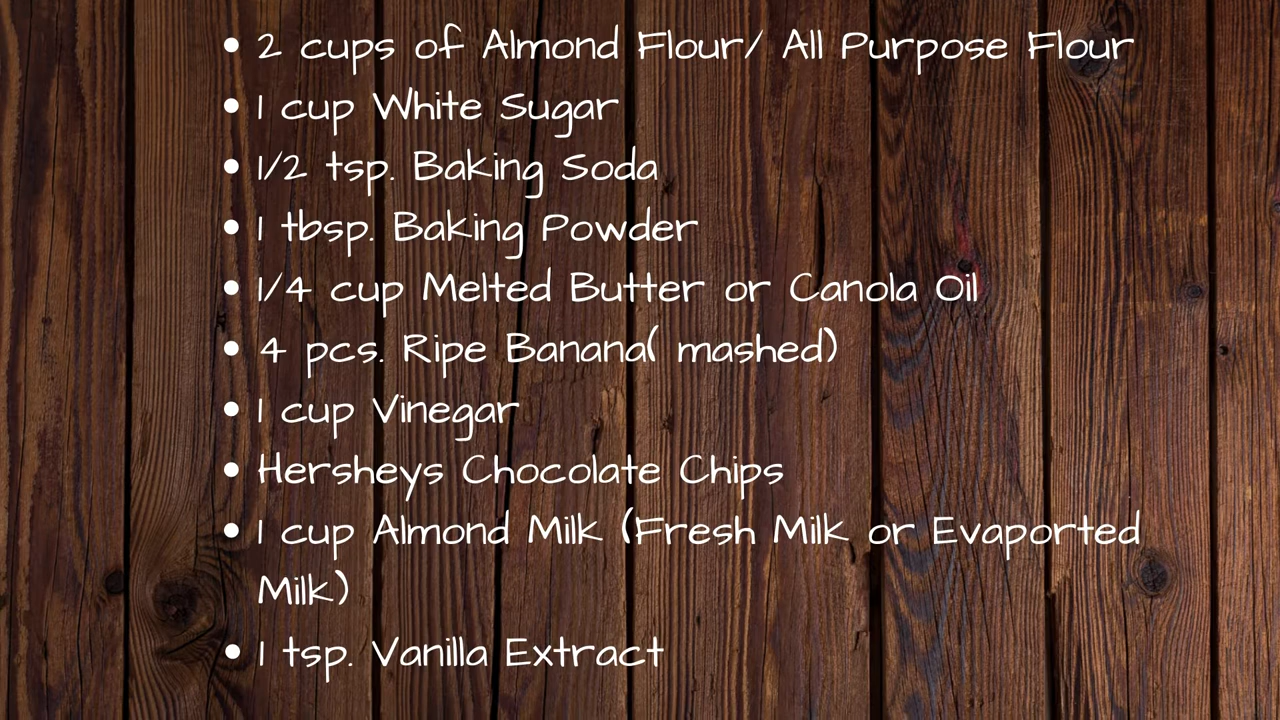 • 2 cups of Almond Flour/ All Purpose Flour
• 1 cup White Sugar
• 1/2 tsp. Baking Soda
• 1 tbsp. Baking Powder
• 1/4 cup Melted Butter or Canola Oil
• 4 pcs. Ripe Banana( mashed)
• 1 cup Vinegar
• Hersheys Chocolate Chips
• 1 cup Almond Milk (Fresh Milk or Evaported
Milk)
• 1 tsp. Vanilla Extract